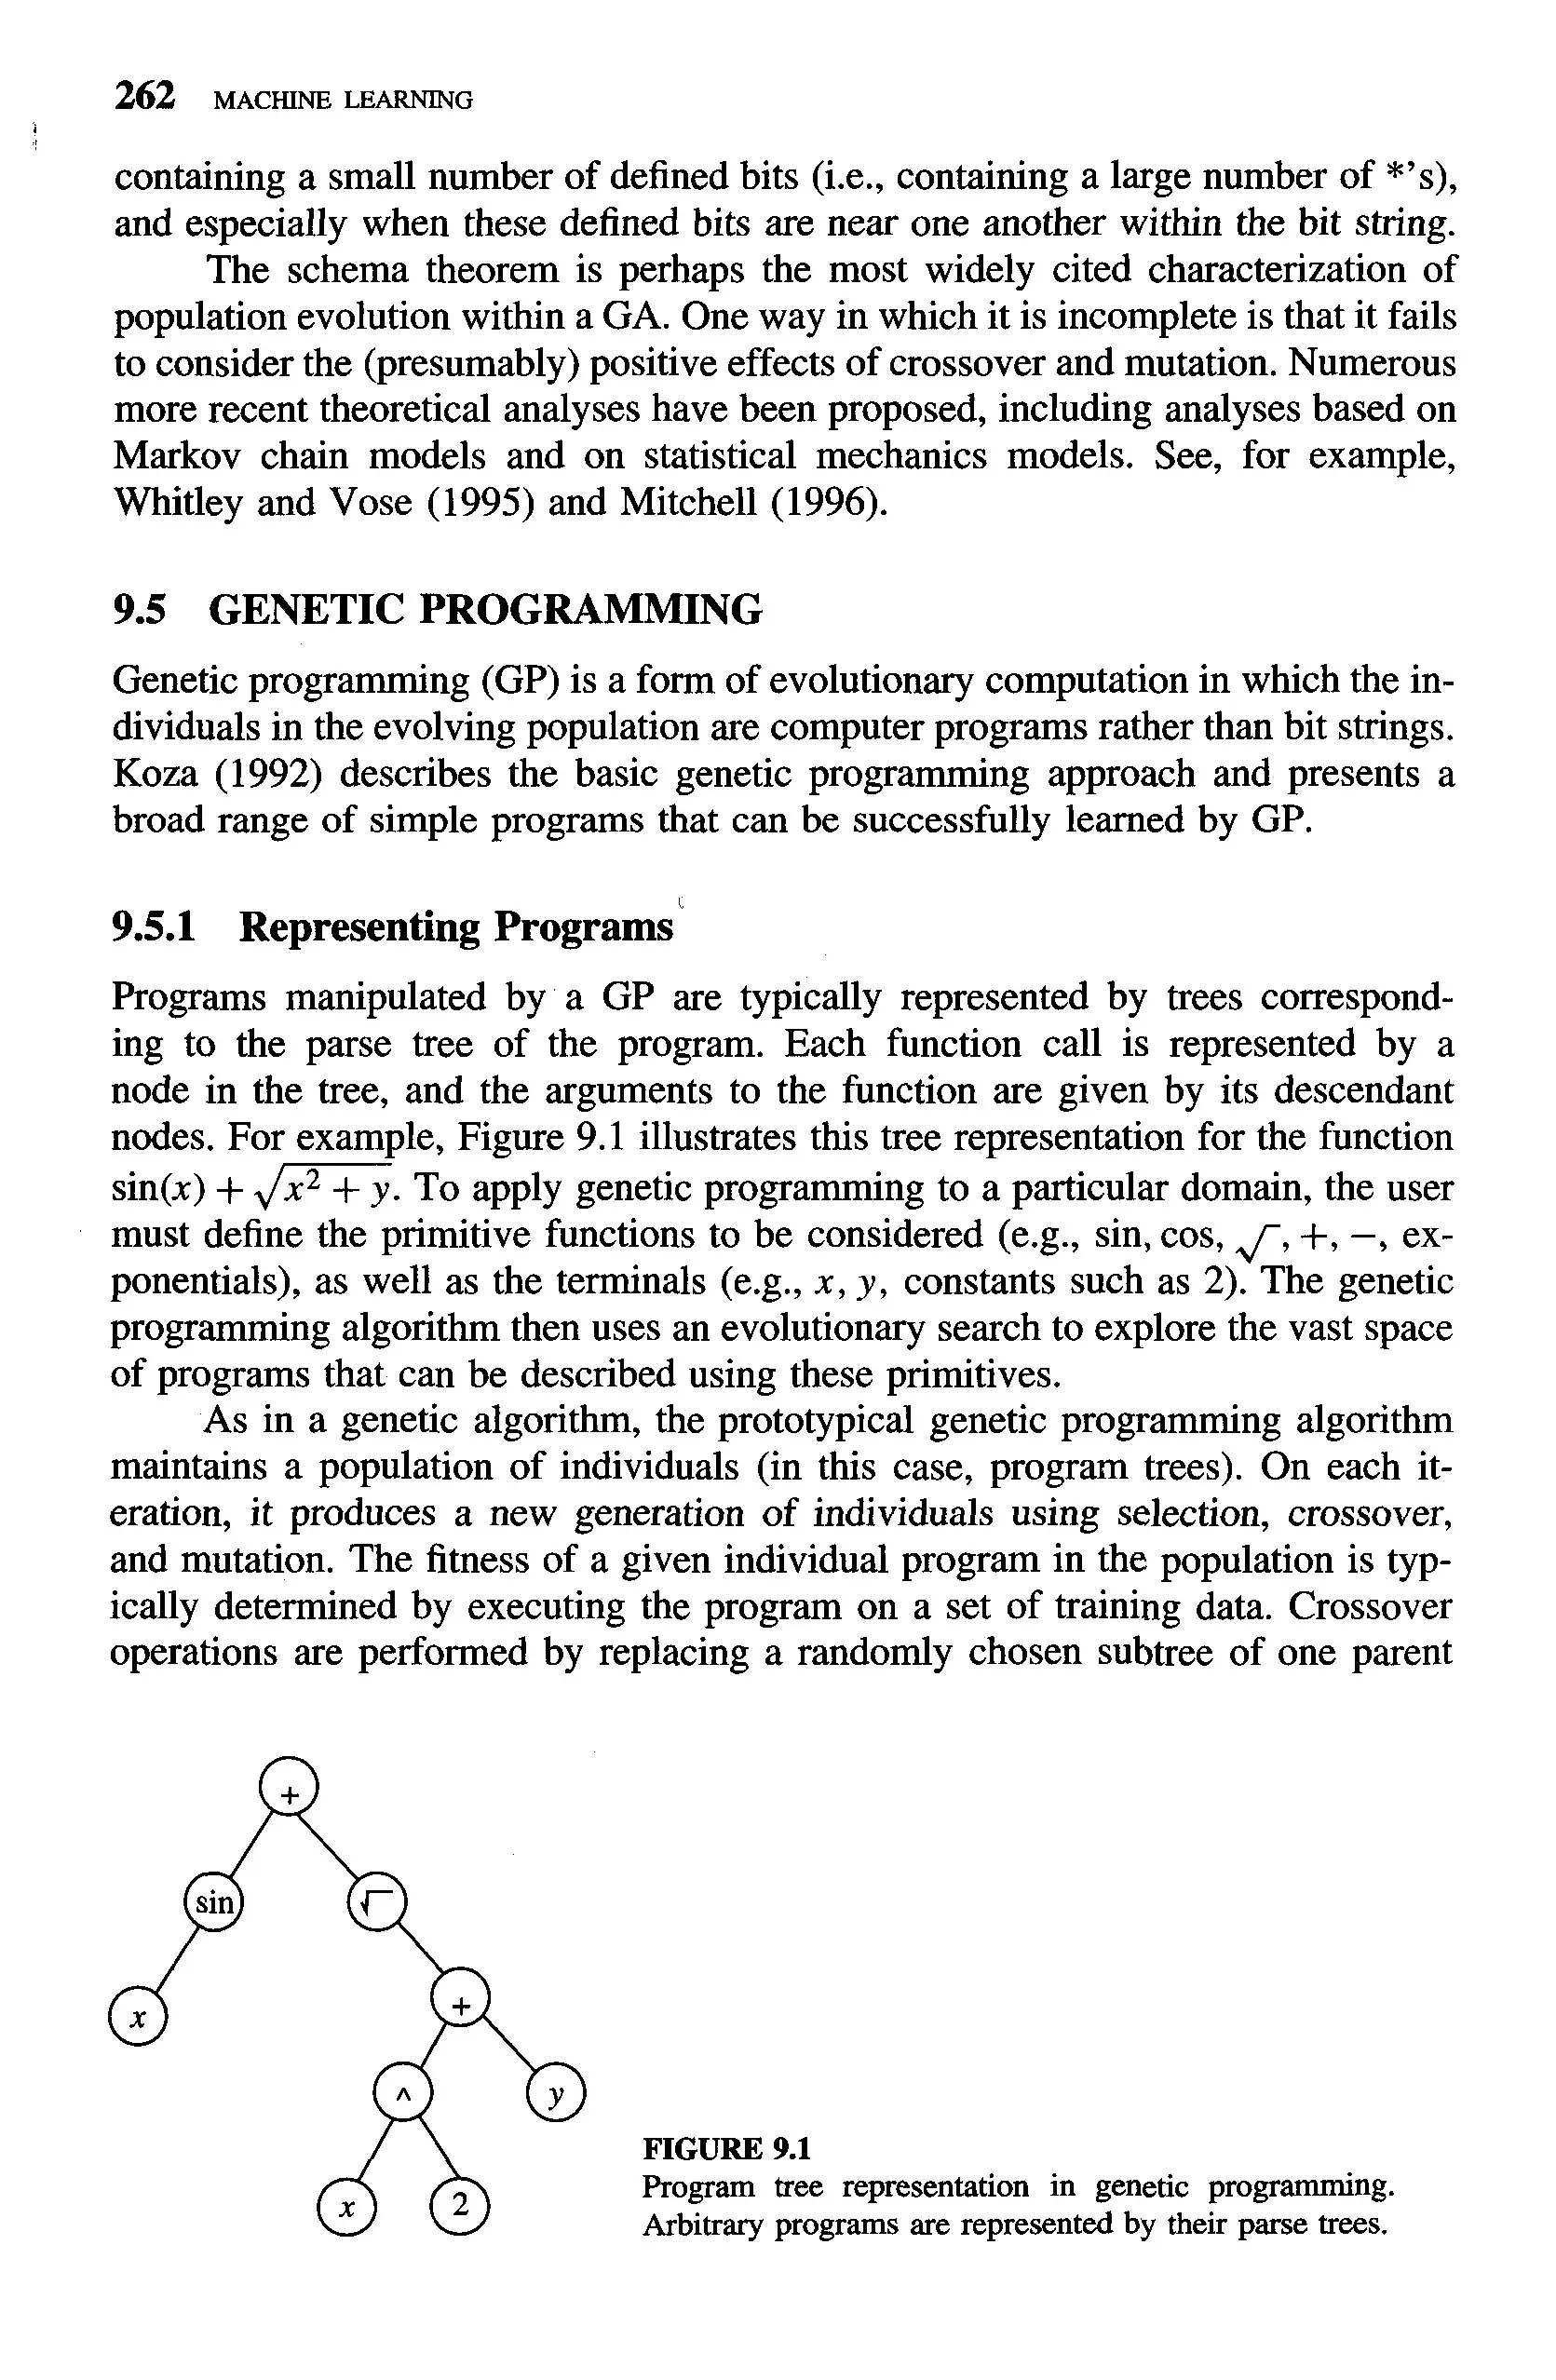 262 MACHINE LEARNING
containing a small number of defined bits (i.e., containing a large number of *’s),
and especially when these defined bits are near one another within the bit string.
The schema theorem is perhaps the most widely cited characterization of
population evolution within a GA. One way in which it is incomplete is that it fails
to consider the (presumably) positive effects of crossover and mutation. Numerous
more recent theoretical analyses have been proposed, including analyses based on
Markov chain models and on statistical mechanics models. See, for example,
Whitley and Vose (1995) and Mitchell (1996).
9.5 GENETIC PROGRAMMING
Genetic programming (GP) is a form of evolutionary computation in which the in-
dividuals in the evolving population are computer programs rather than bit strings.
Koza (1992) describes the basic genetic programming approach and presents a
broad range of simple programs that can be successfully learned by GP.
9.5.1 Representing Programs
Programs manipulated by a GP are typically represented by trees correspond-
ing to the parse tree of the program. Each function call is represented by a
node in the tree, and the arguments to the function are given by its descendant
nodes. For example, Figure 9.1 illustrates this tree representation for the function
sin(x) + √x² + y. To apply genetic programming to a particular domain, the user
must define the primitive functions to be considered (e.g., sin, cos, √, +, −, ex-
ponentials), as well as the terminals (e.g., x, y, constants such as 2). The genetic
programming algorithm then uses an evolutionary search to explore the vast space
of programs that can be described using these primitives.
As in a genetic algorithm, the prototypical genetic programming algorithm
maintains a population of individuals (in this case, program trees). On each it-
eration, it produces a new generation of individuals using selection, crossover,
and mutation. The fitness of a given individual program in the population is typ-
ically determined by executing the program on a set of training data. Crossover
operations are performed by replacing a randomly chosen subtree of one parent
+
sin √
x +
^ y
x 2
FIGURE 9.1
Program tree representation in genetic programming.
Arbitrary programs are represented by their parse trees.